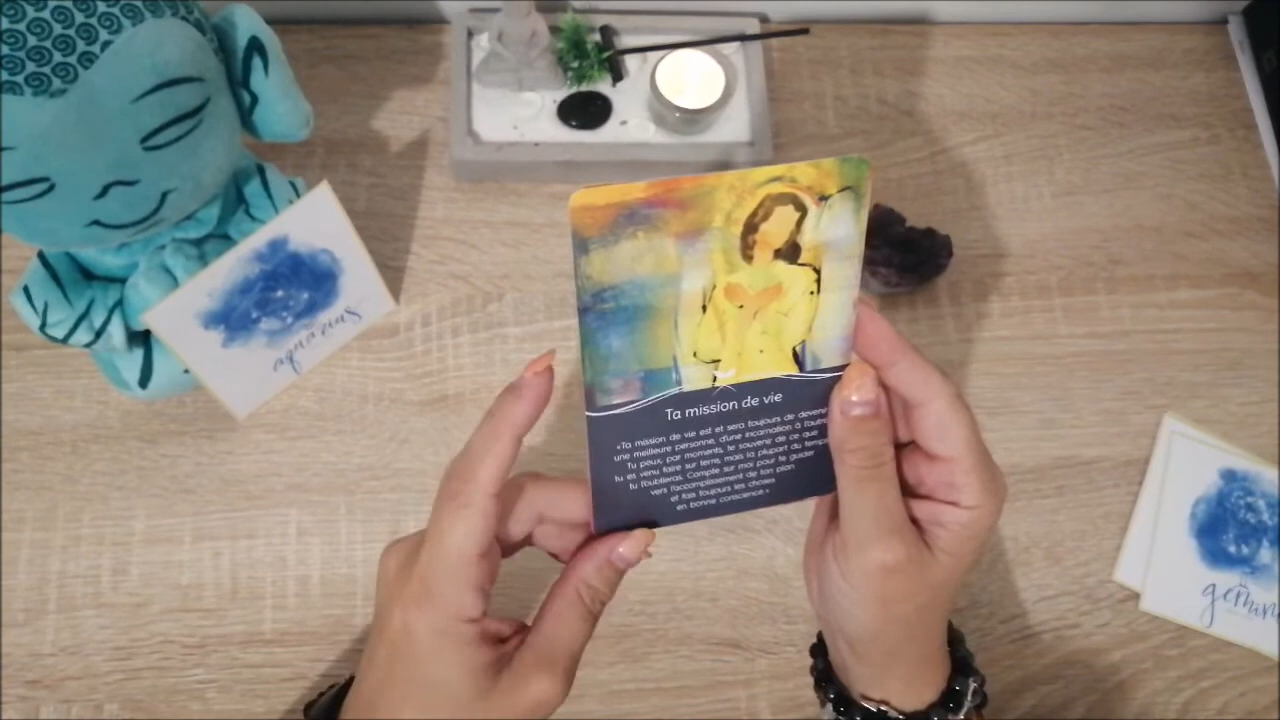 aquarius
Ta mission de vie
«Ta mission de vie est et sera toujours de devenir
une meilleure personne, d'une incarnation à l'autre.
Tu peux, par moments, te souvenir de ce que
tu es venu faire sur terre, mais la plupart du temps
tu l'oublieras. Compte sur moi pour te guider
vers l'accomplissement de ton plan
et fais toujours les choses
en bonne conscience.»
gemin